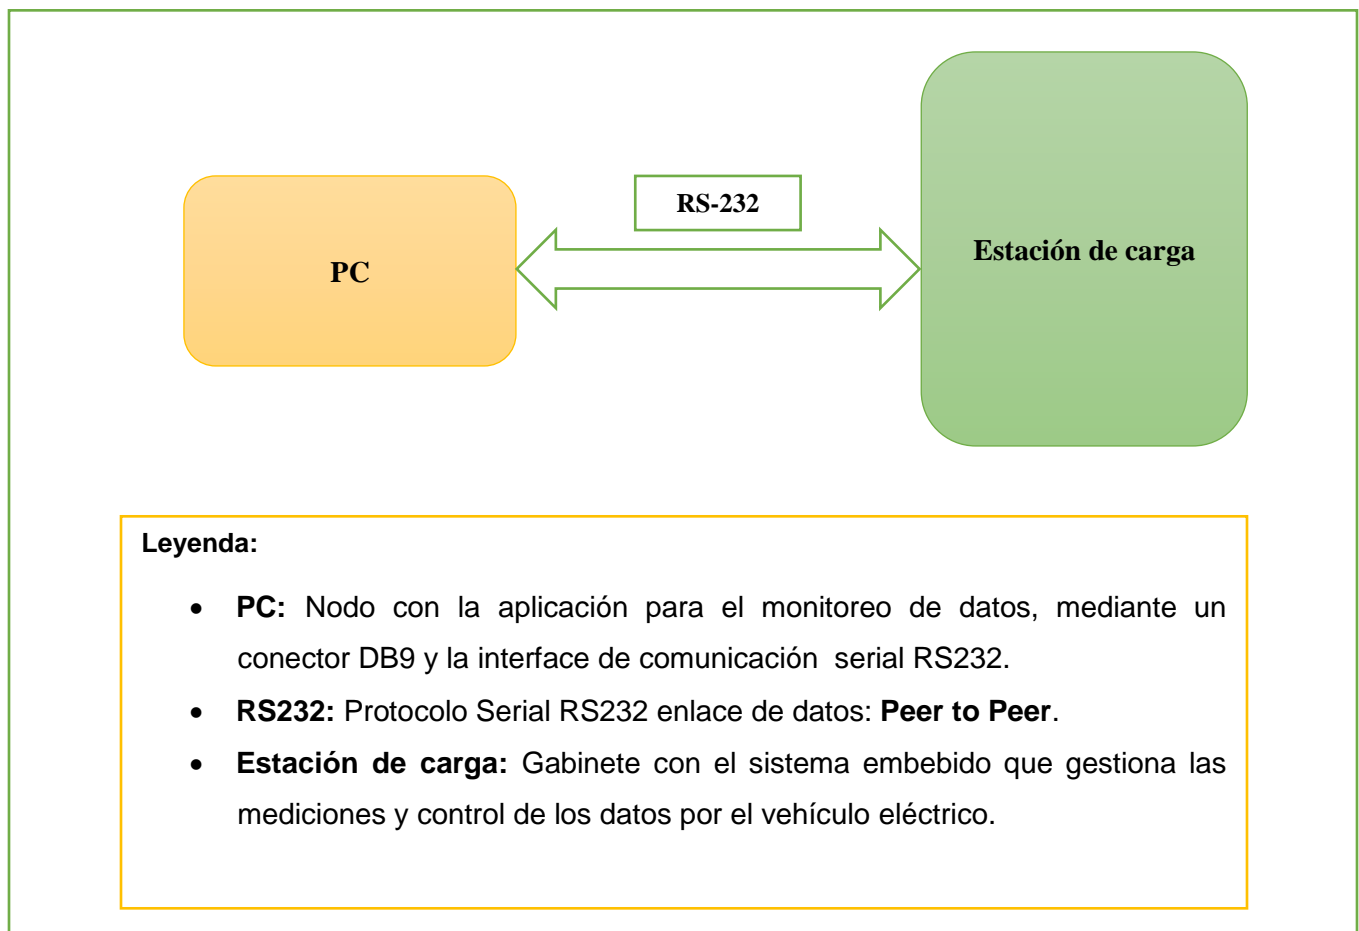 RS-232
PC
Estación de carga
Leyenda:
• PC: Nodo con la aplicación para el monitoreo de datos, mediante un
conector DB9 y la interface de comunicación serial RS232.
• RS232: Protocolo Serial RS232 enlace de datos: Peer to Peer.
• Estación de carga: Gabinete con el sistema embebido que gestiona las
mediciones y control de los datos por el vehículo eléctrico.